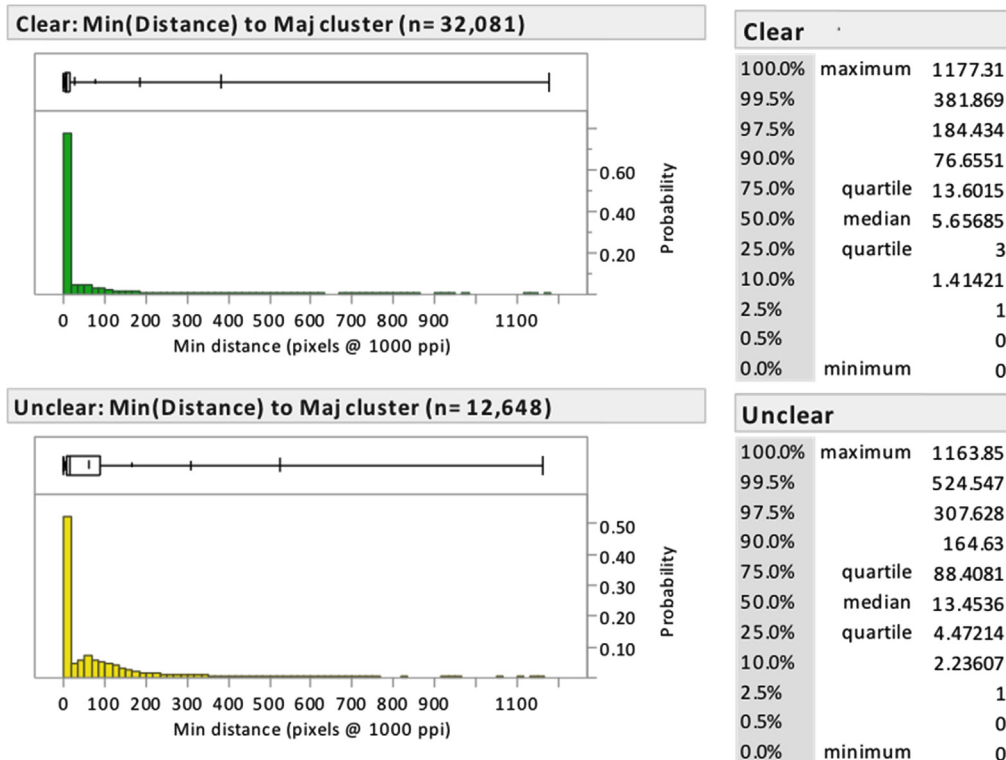 Clear: Min(Distance) to Maj cluster (n= 32,081)
0.60
0.40
0.20
Probability
0 100 200 300 400 500 600 700 800 900 1100
Min distance (pixels @ 1000 ppi)
Clear
100.0% maximum 1177.31
99.5% 381.869
97.5% 184.434
90.0% 76.6551
75.0% quartile 13.6015
50.0% median 5.65685
25.0% quartile 3
10.0% 1.41421
2.5% 1
0.5% 0
0.0% minimum 0
Unclear: Min(Distance) to Maj cluster (n= 12,648)
0.50
0.40
0.30
0.20
0.10
Probability
0 100 200 300 400 500 600 700 800 900 1100
Min distance (pixels @ 1000 ppi)
Unclear
100.0% maximum 1163.85
99.5% 524.547
97.5% 307.628
90.0% 164.63
75.0% quartile 88.4081
50.0% median 13.4536
25.0% quartile 4.47214
10.0% 2.23607
2.5% 1
0.5% 0
0.0% minimum 0